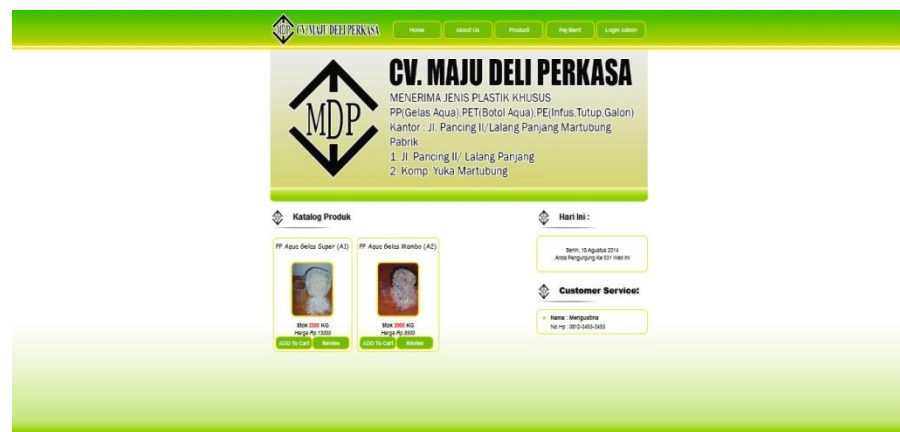 MDP CV. MAJU DELI PERKASA
Home
About Us
Product
Payment
Login Admin
MDP
CV. MAJU DELI PERKASA
MENERIMA JENIS PLASTIK KHUSUS
PP(Gelas Aqua),PET(Botol Aqua),PE(Infus,Tutup,Galon)
Kantor : Jl. Pancing II/Lalang Panjang Martubung
Pabrik
1. Jl. Pancing II/ Lalang Panjang
2. Komp. Yuka Martubung
Katalog Produk
PP Aqua Gelas Super (A1)
Stok 2000 KG
Harga Rp.13000
ADD To Cart
Review
PP Aqua Gelas Mambo (A2)
Stok 2000 KG
Harga Rp.8500
ADD To Cart
Review
Hari Ini :
Senin, 18 Agustus 2014
Anda Pengunjung Ke 531 Web Ini
Customer Service:
Nama : Merigustina
No Hp : 0812-3453-3453